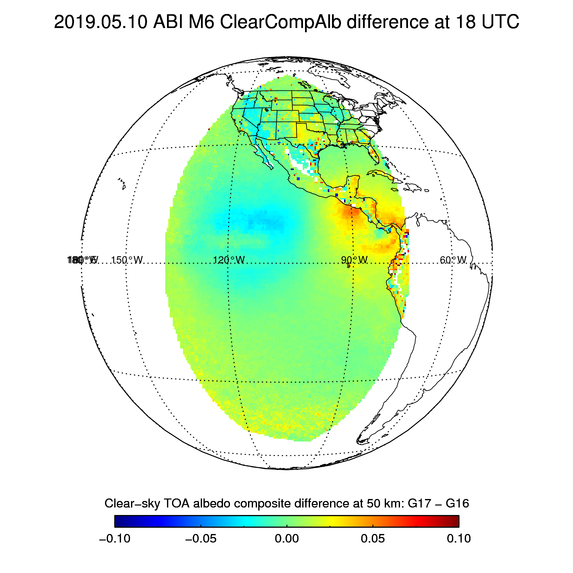 2019.05.10 ABI M6 ClearCompAlb difference at 18 UTC
150°W 120°W 90°W 60°W
Clear−sky TOA albedo composite difference at 50 km: G17 − G16
−0.10 −0.05 0.00 0.05 0.10